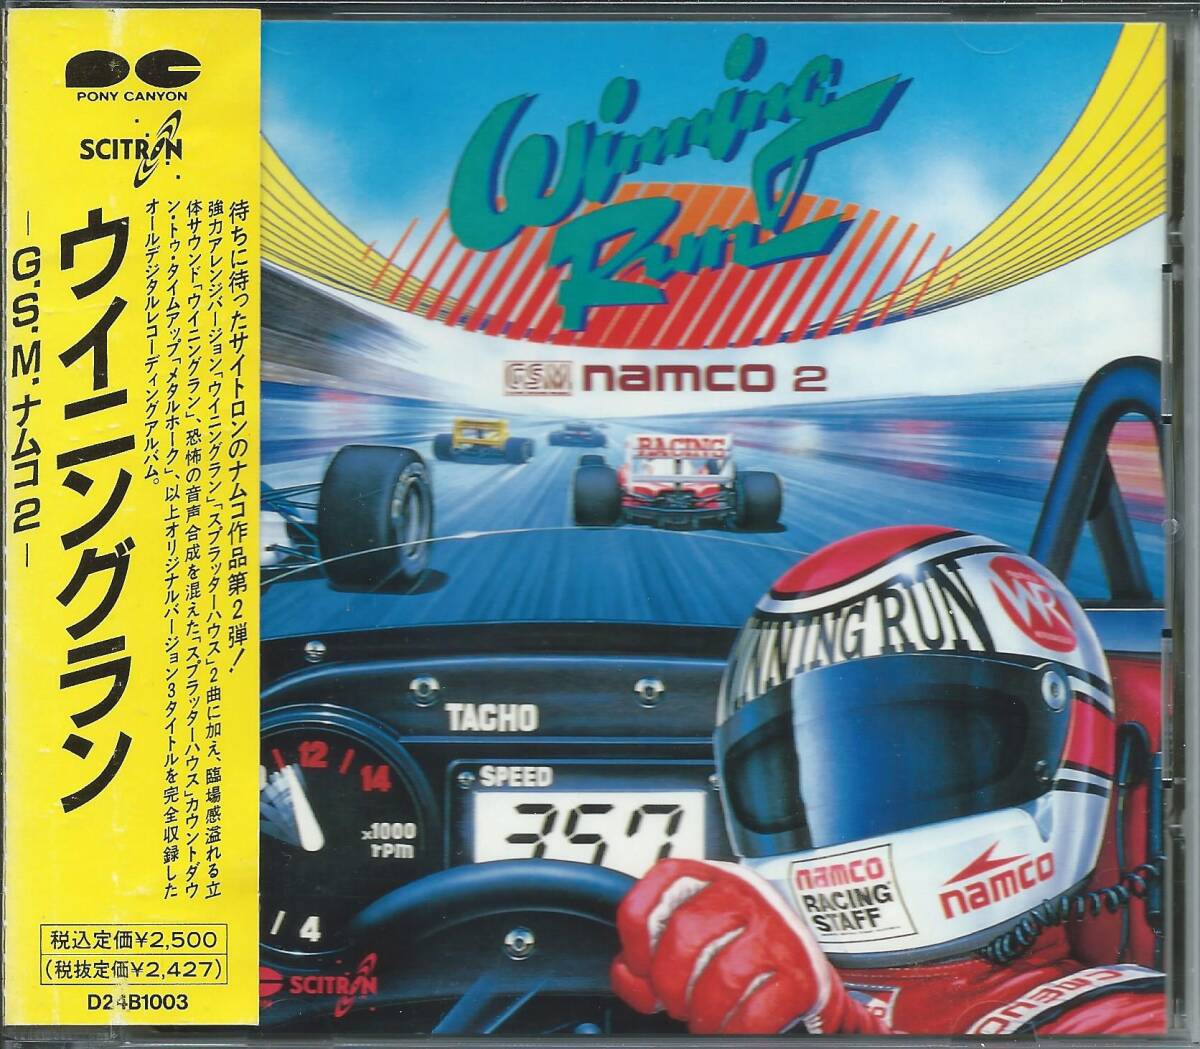 PONY CANYON
SCITRON
ウイニングラン
—G.S.M.ナムコ2—
待ちに待ったサイトロンのナムコ作品第2弾!
強力アレンジバージョン「ウイニングラン」「スプラッターハウス」2曲に加え、臨場感溢れる立
体サウンド「ウイニングラン」、恐怖の音声合成を混えた「スプラッターハウス」カウントダウ
ン・トゥ・タイムアップ「メタルホーク」、以上オリジナルバージョン3タイトルを完全収録した
オールデジタルレコーディングアルバム。
税込定価¥2,500
(税抜定価¥2,427)
D24B1003
Winning
Run
GSM namco 2
RACING
WINNING RUN
WR
TACHO
12 / 14
x1000
rpm
/ 4
SPEED
357
namco
RACING
STAFF
namco
SCITRON